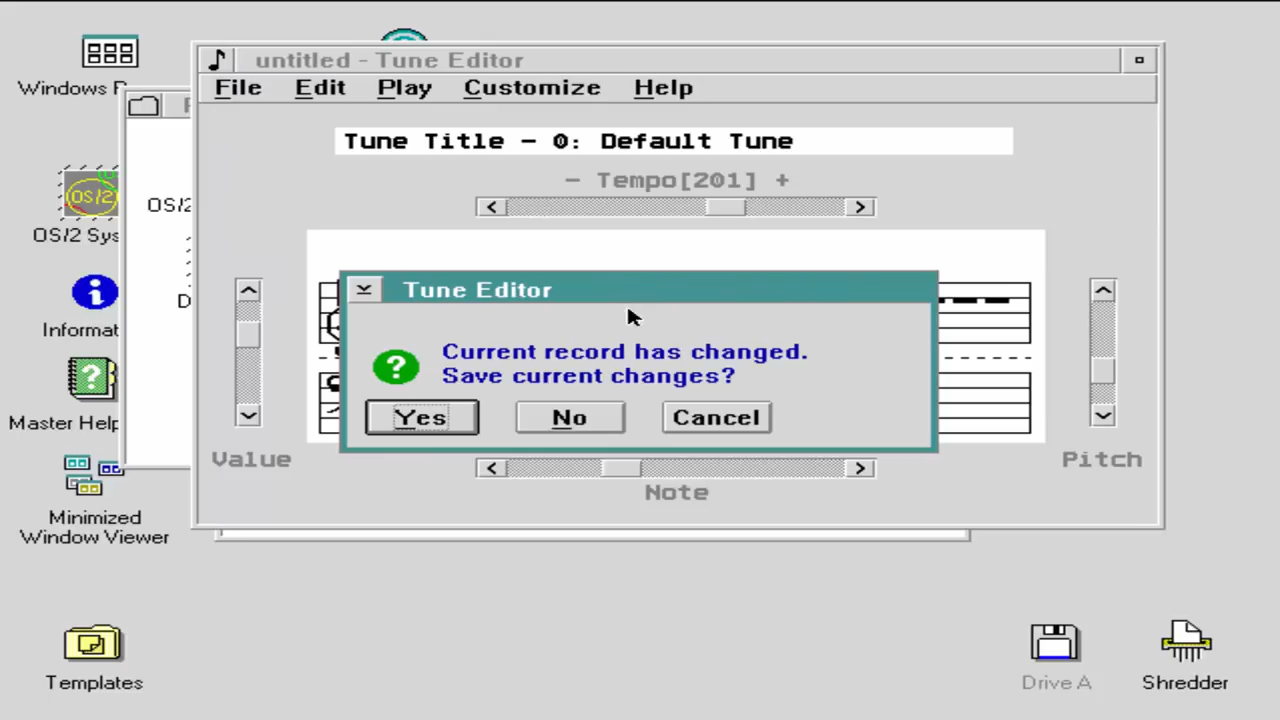 Windows P
untitled - Tune Editor
File Edit Play Customize Help
Tune Title - 0: Default Tune
- Tempo[201] +
OS/2
OS/2
OS/2 Sys
D
Informat
Tune Editor
Current record has changed.
Save current changes?
Yes No Cancel
Master Help
Value
Pitch
Note
Minimized
Window Viewer
Templates
Drive A
Shredder